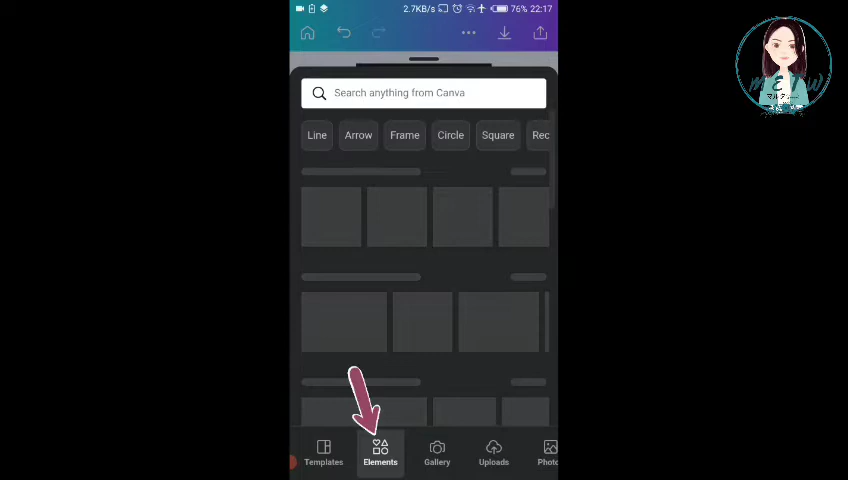 2.7KB/s 76% 22:17
Search anything from Canva
Line Arrow Frame Circle Square Rec
Templates Elements Gallery Uploads Photo
METW